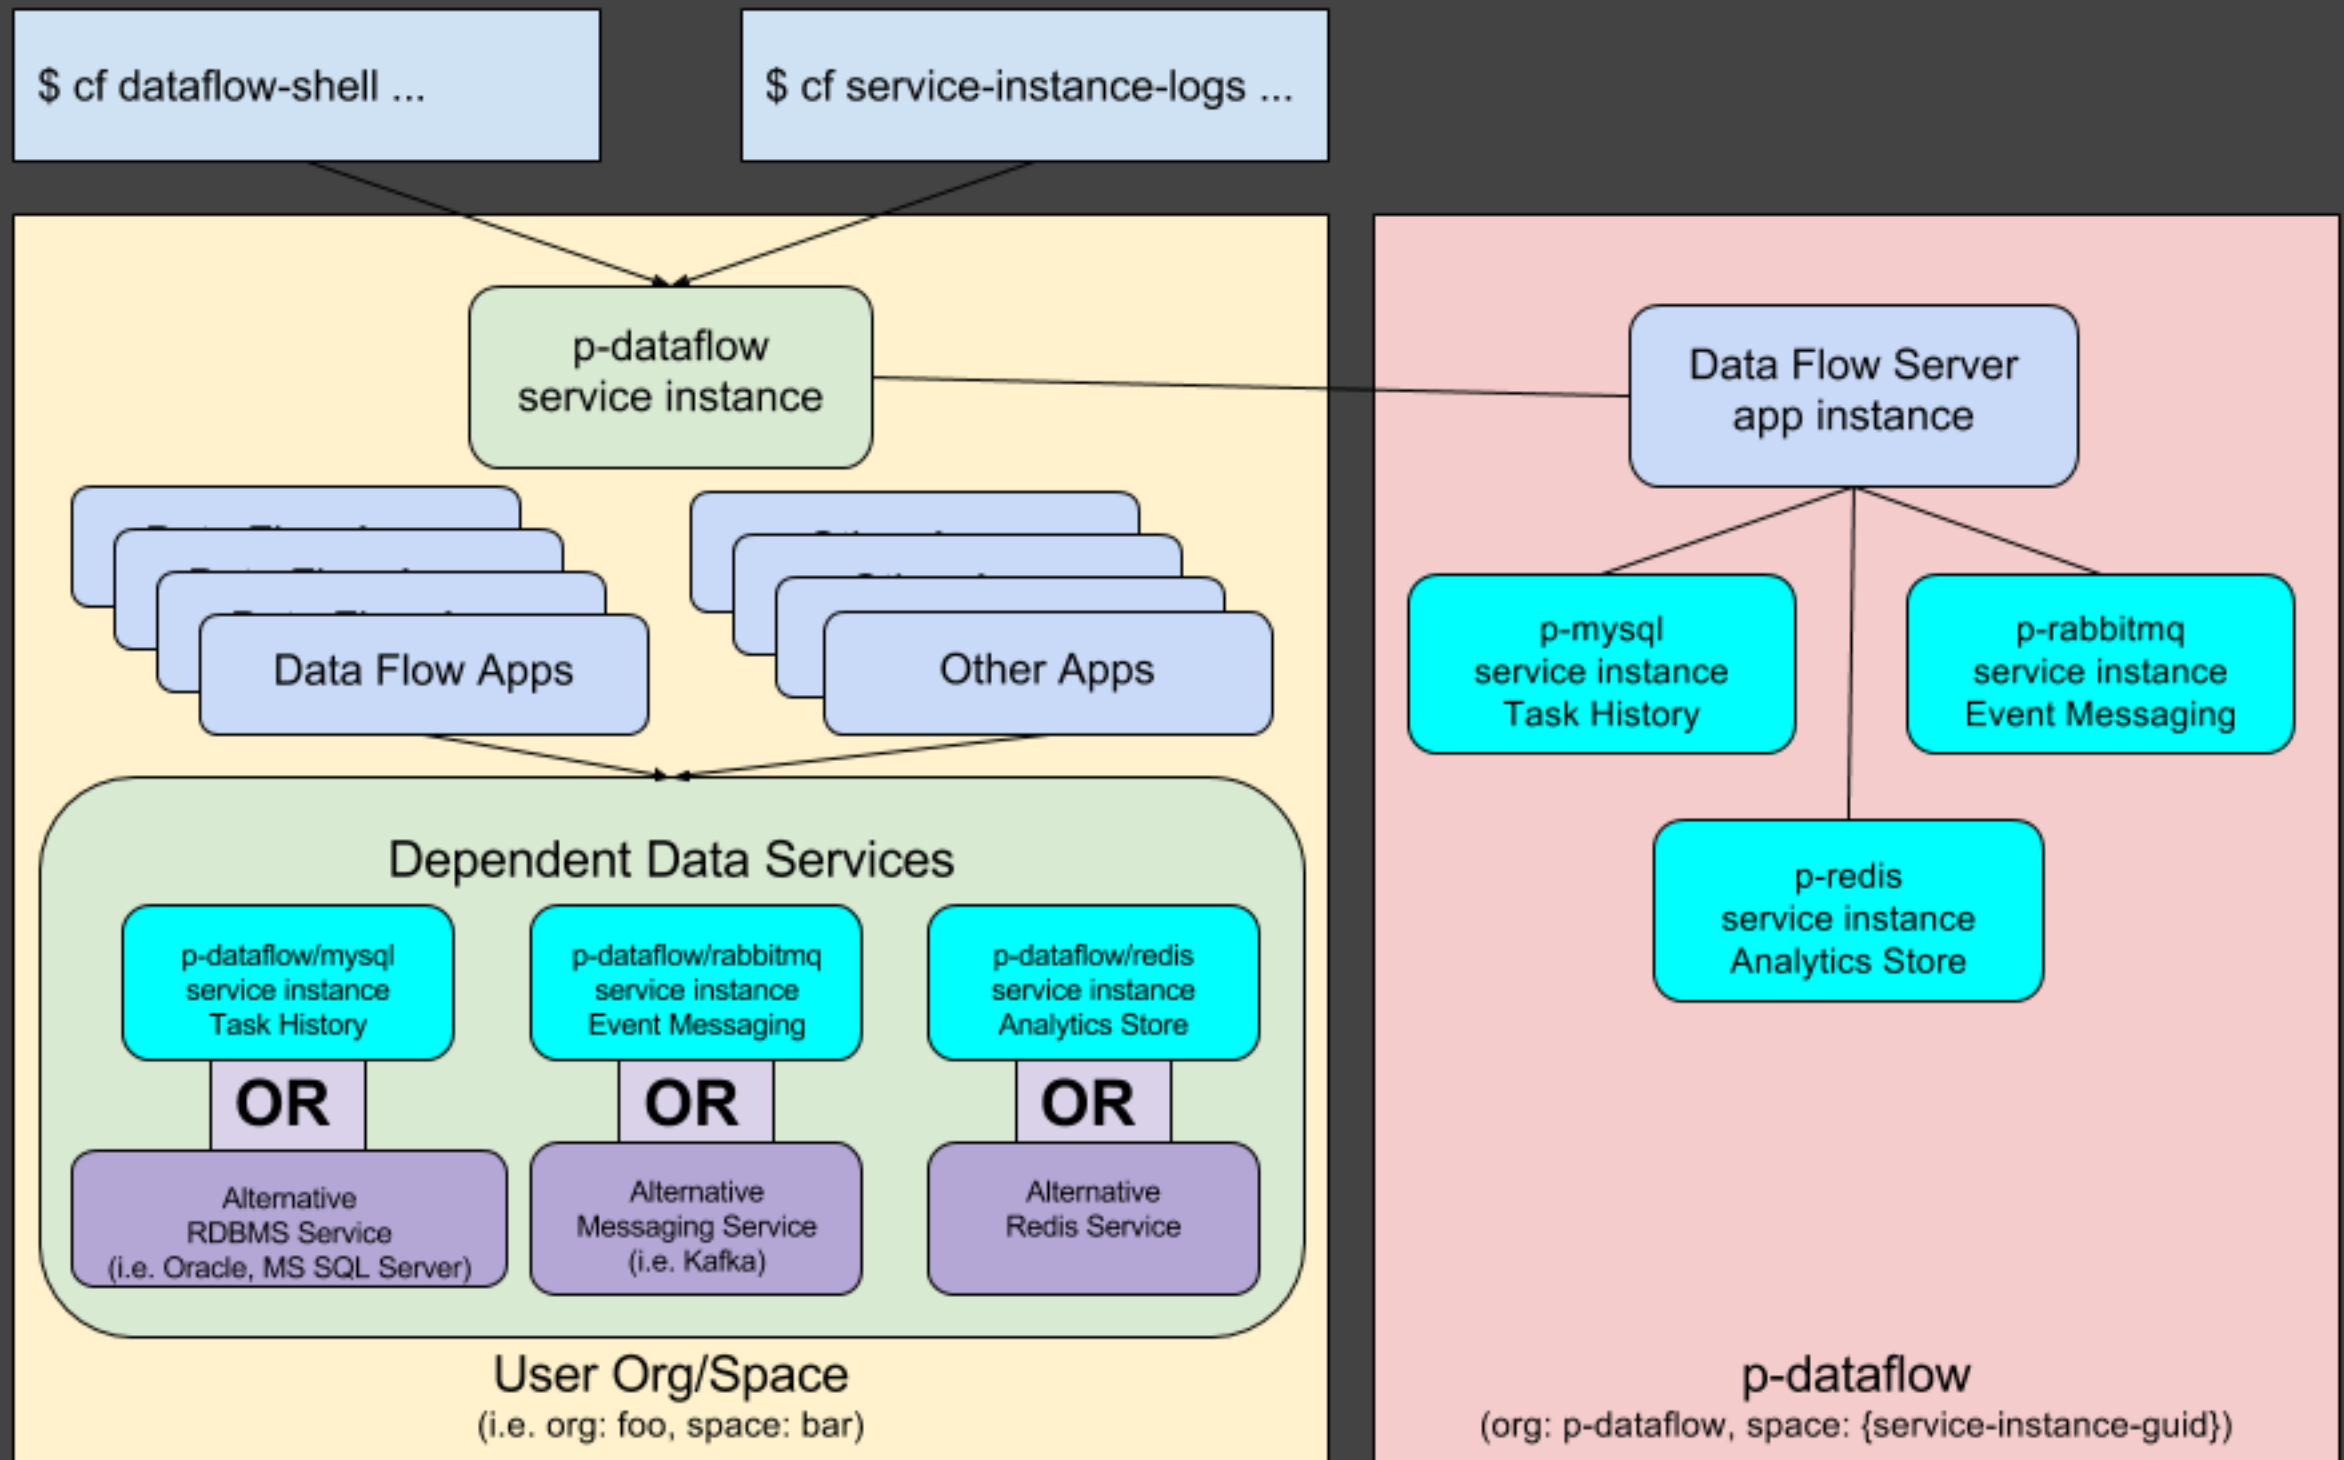 $ cf dataflow-shell ...
$ cf service-instance-logs ...
p-dataflow
service instance
Data Flow Apps
Other Apps
Dependent Data Services
p-dataflow/mysql
service instance
Task History
p-dataflow/rabbitmq
service instance
Event Messaging
p-dataflow/redis
service instance
Analytics Store
OR
OR
OR
Alternative
RDBMS Service
(i.e. Oracle, MS SQL Server)
Alternative
Messaging Service
(i.e. Kafka)
Alternative
Redis Service
User Org/Space
(i.e. org: foo, space: bar)
Data Flow Server
app instance
p-mysql
service instance
Task History
p-rabbitmq
service instance
Event Messaging
p-redis
service instance
Analytics Store
p-dataflow
(org: p-dataflow, space: {service-instance-guid})